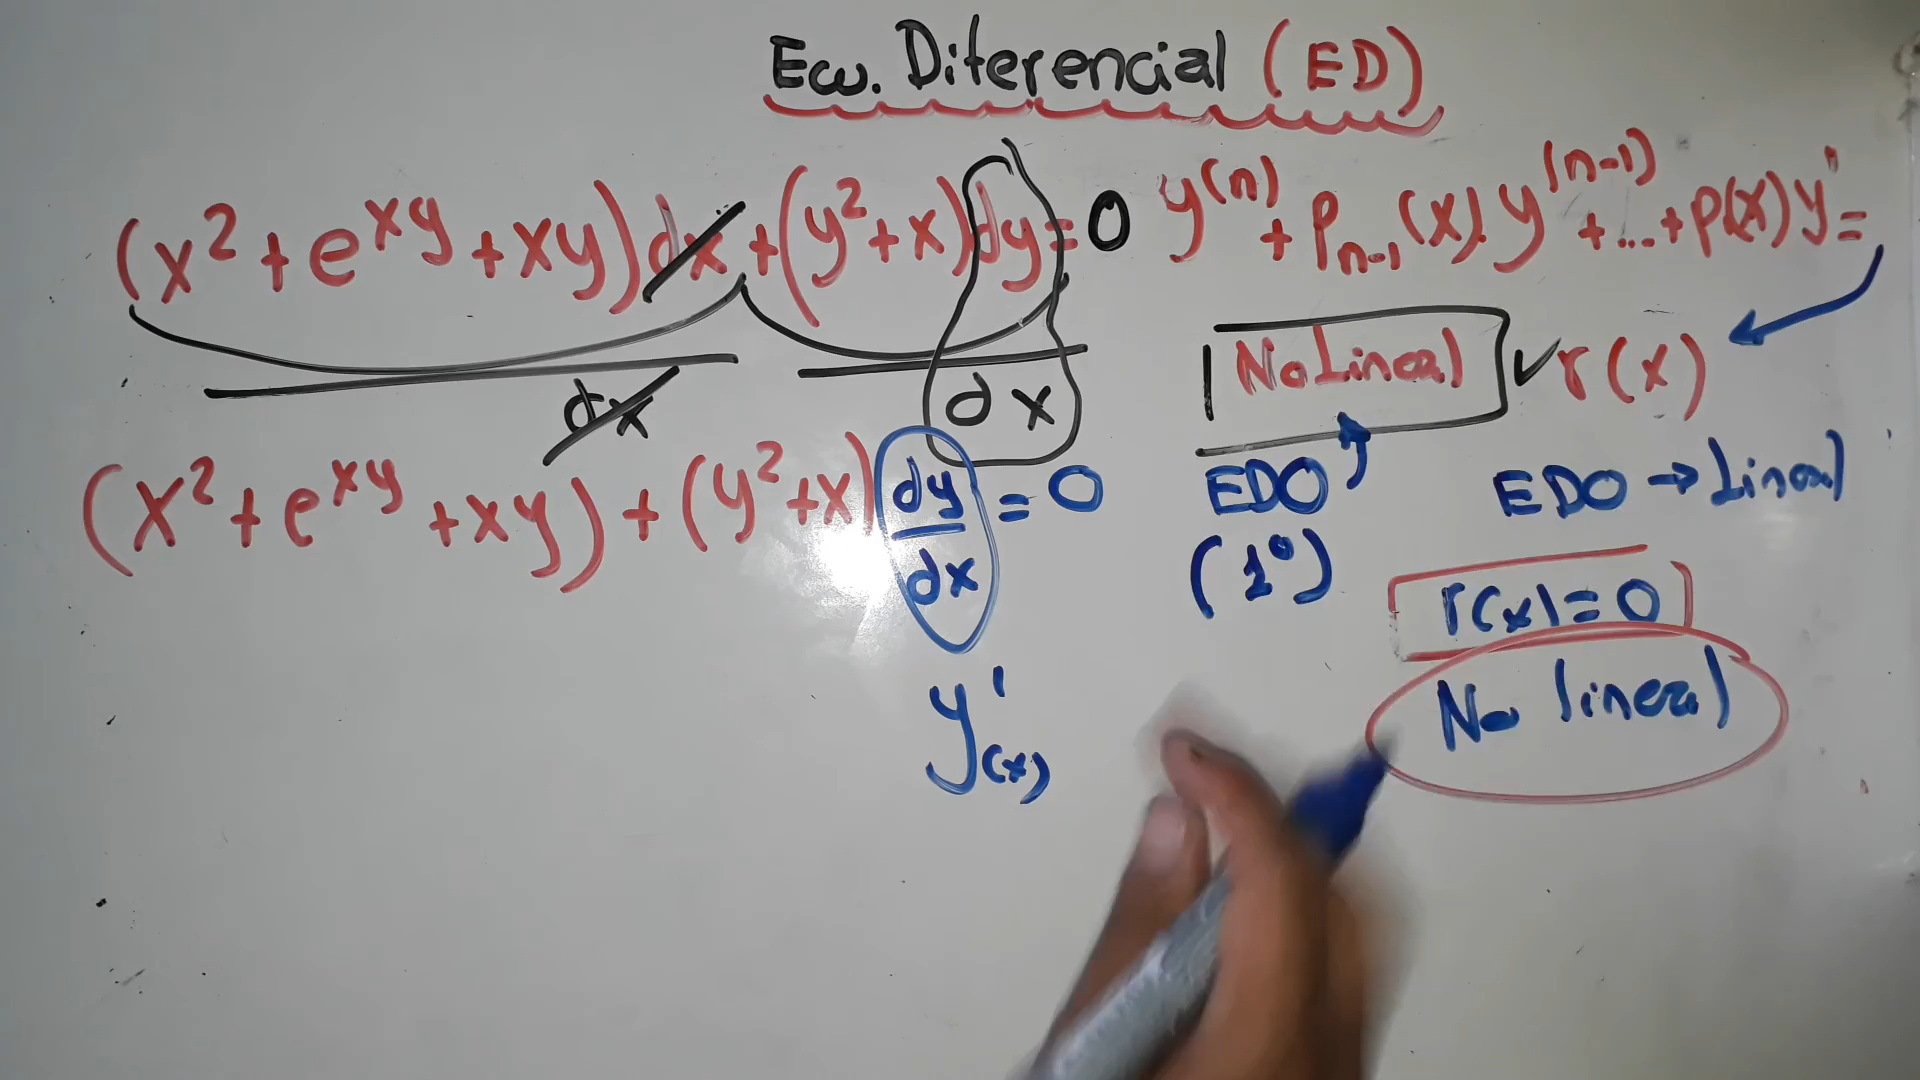 Ecu. Diferencial (ED)
(x² + e^xy + xy)dx + (y² + x)dy = 0
dx dx
(x² + e^xy + xy) + (y² + x) dy/dx = 0
y'(x)
y^(n) + p_n-1(x).y^(n-1) + ... + p(x)y' =
No Lineal ✓ r(x)
EDO EDO → Lineal
(1°)
r(x) = 0
No lineal